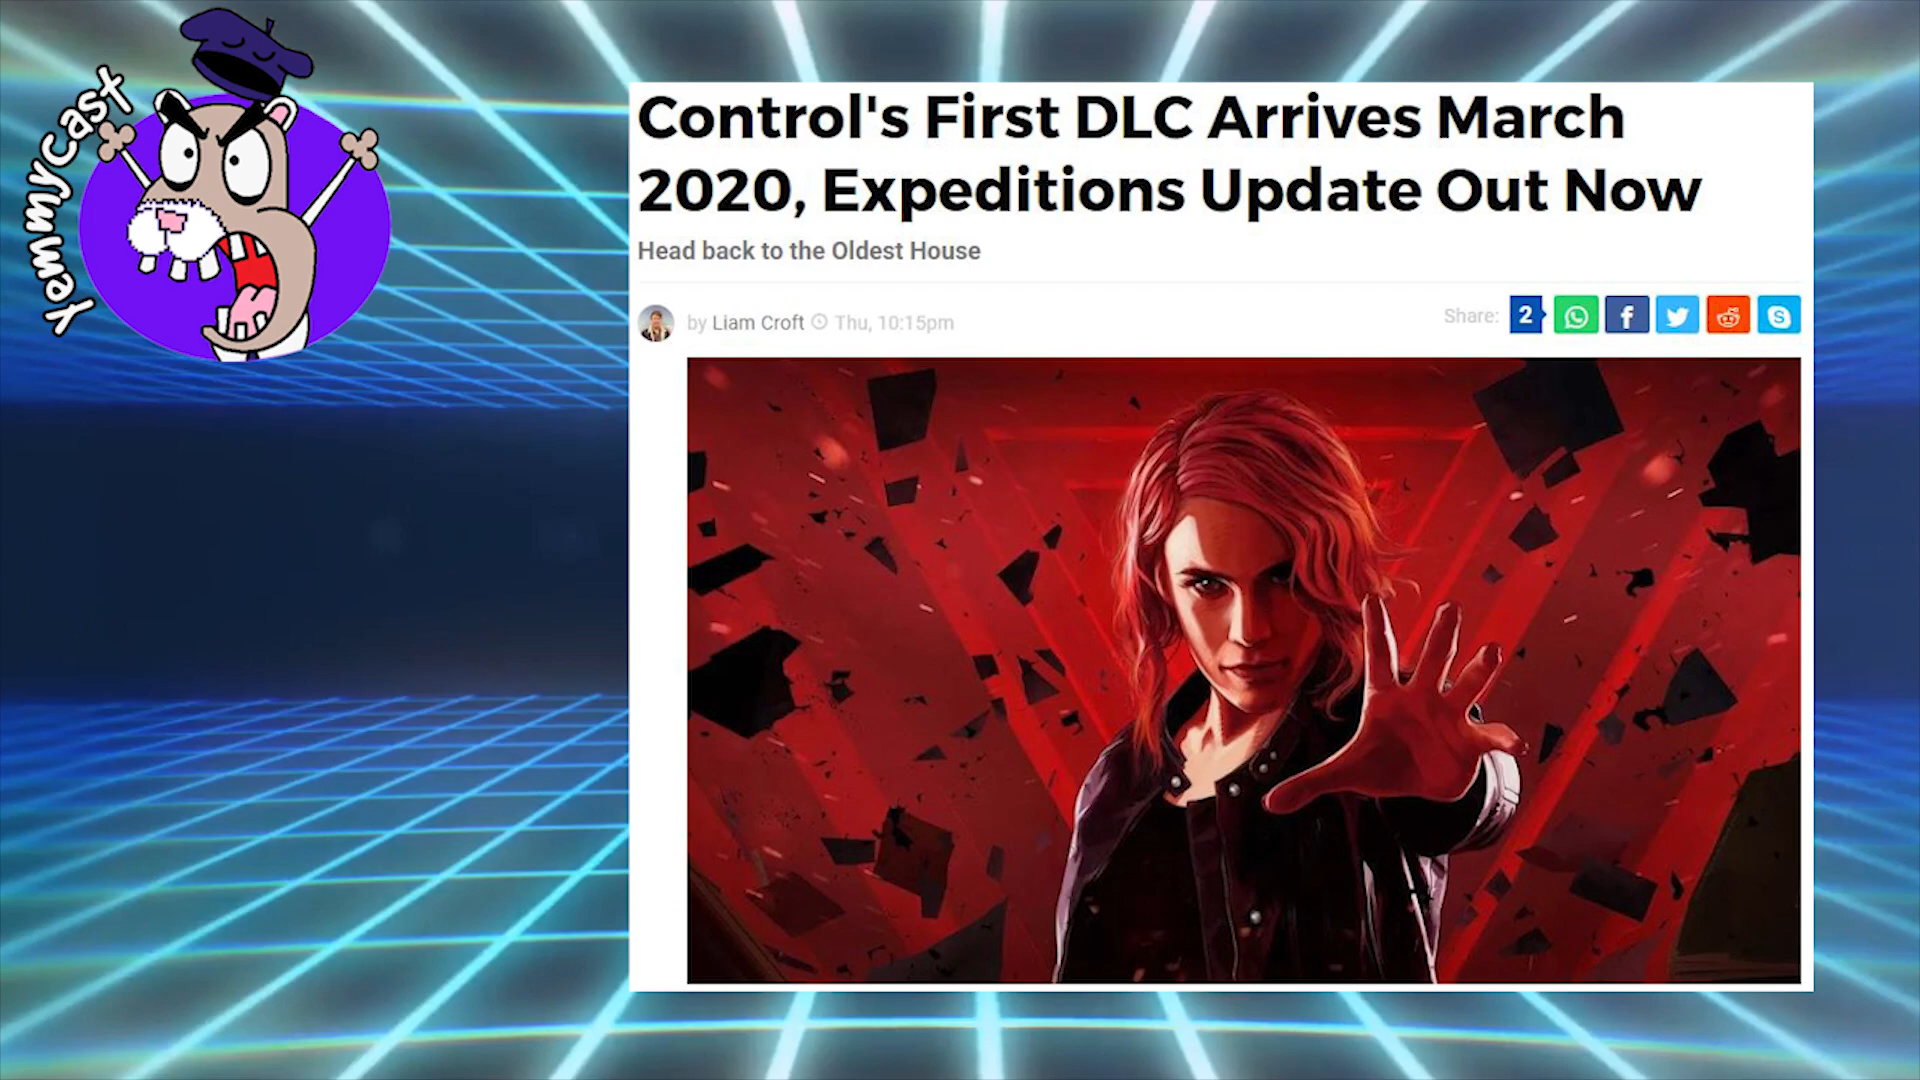 Yammycast
Control's First DLC Arrives March
2020, Expeditions Update Out Now
Head back to the Oldest House
by Liam Croft Thu, 10:15pm
Share: 2